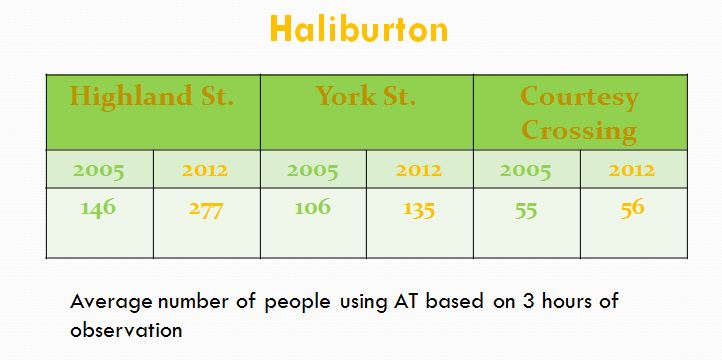 Haliburton
Highland St. York St. Courtesy
Crossing
2005 2012 2005 2012 2005 2012
146 277 106 135 55 56
Average number of people using AT based on 3 hours of
observation